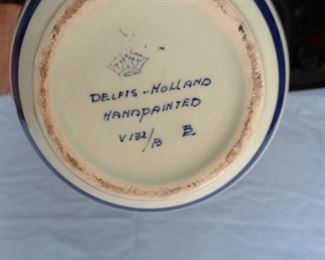 DELFTS-HOLLAND
HANDPAINTED
V132/B B.